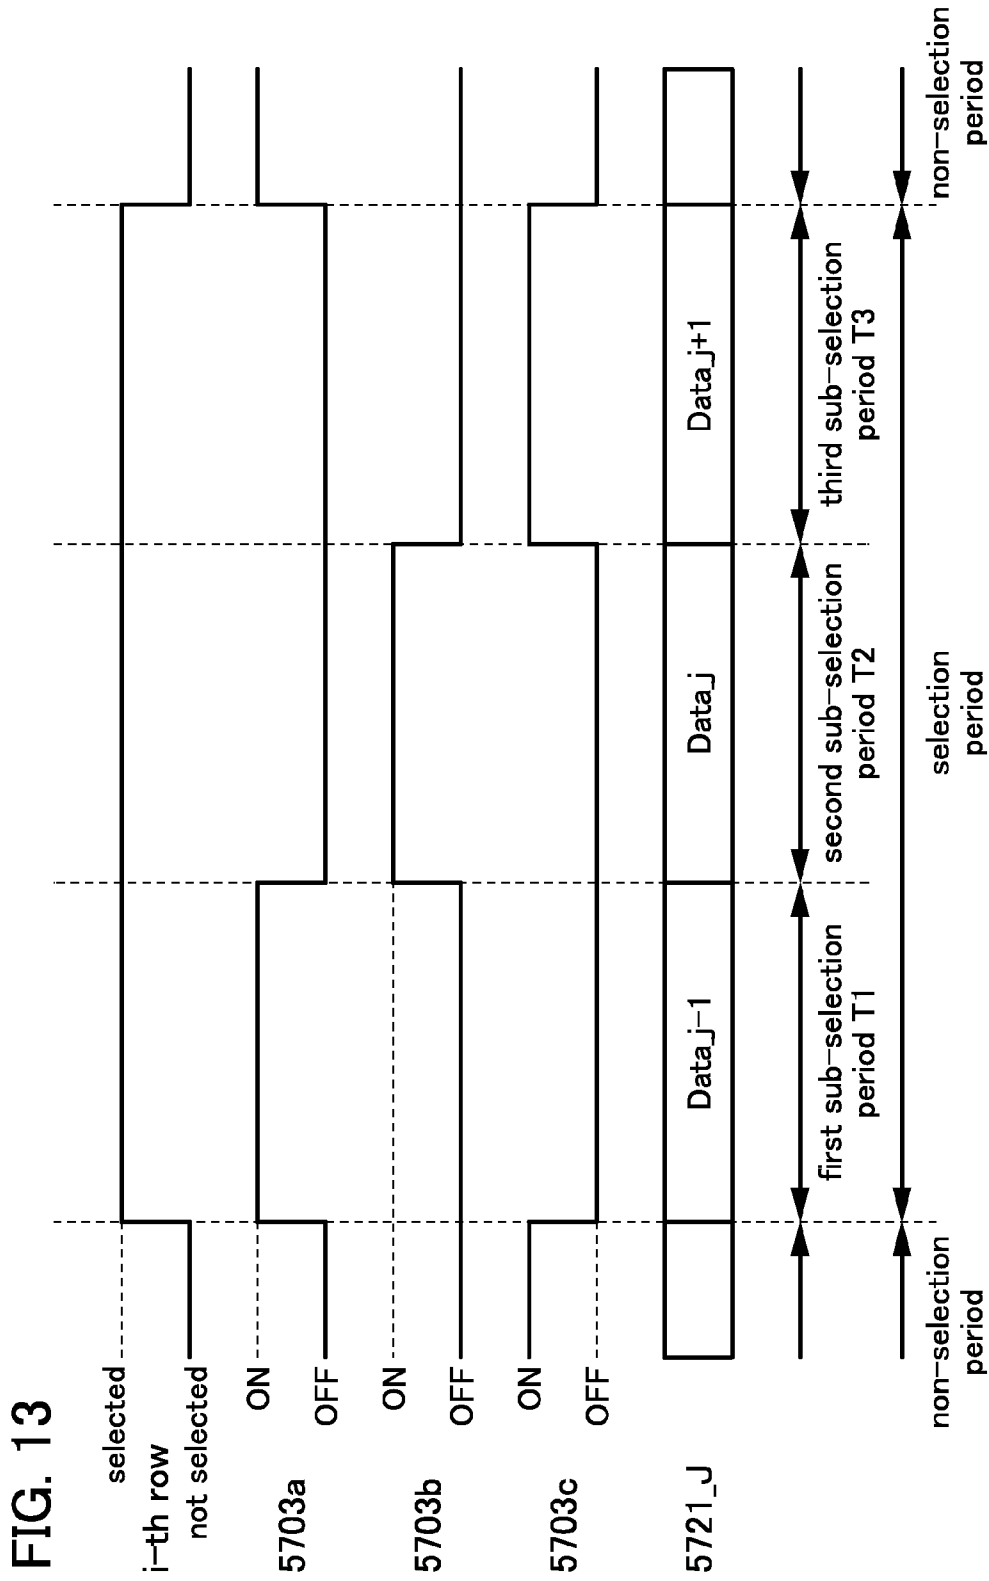 FIG. 13
selected
i-th row
not selected
ON
5703a
OFF
ON
5703b
OFF
ON
5703c
OFF
5721_J
Data_j-1
Data_j
Data_j+1
first sub-selection
period T1
second sub-selection
period T2
third sub-selection
period T3
non-selection
period
selection
period
non-selection
period